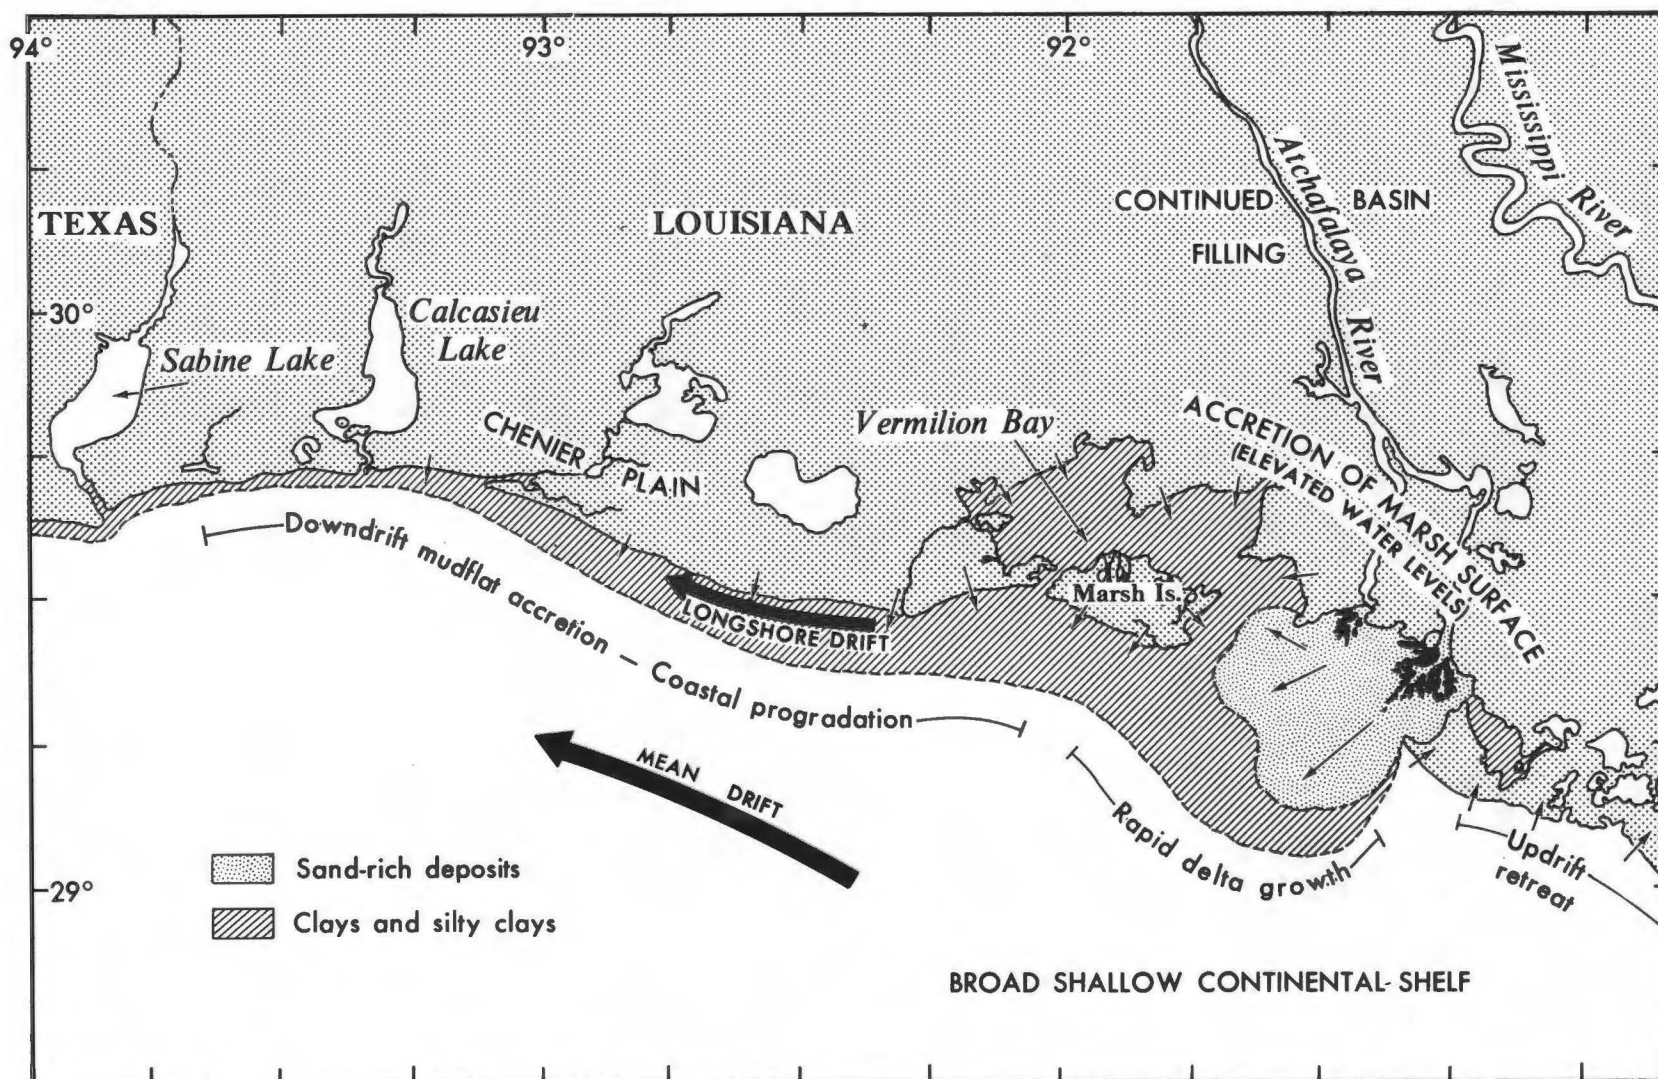 94°
93°
92°
Mississippi River
Atchafalaya River
CONTINUED BASIN
FILLING
TEXAS
LOUISIANA
30°
Calcasieu
Lake
Sabine Lake
CHENIER PLAIN
Vermilion Bay
ACCRETION OF MARSH SURFACE
(ELEVATED WATER LEVELS)
Marsh Is.
LONGSHORE DRIFT
Downdrift mudflat accretion – Coastal progradation
MEAN DRIFT
Rapid delta growth
Updrift
retreat
Sand-rich deposits
29°
Clays and silty clays
BROAD SHALLOW CONTINENTAL-SHELF